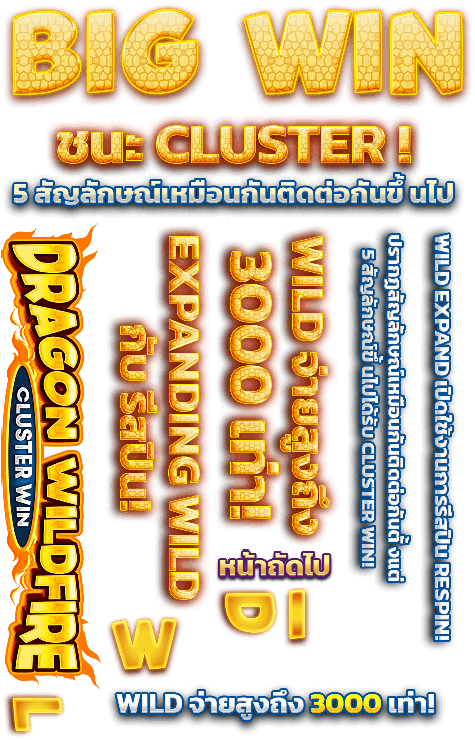 BIG WIN
ชนะ CLUSTER !
5 สัญลักษณ์เหมือนกันติดต่อกันขึ้ นไป
DRAGON WILDFIRE
CLUSTER WIN
EXPANDING WILD
กับ รีสปิน!
WILD จ่ายสูงถึง
3000 เท่า!
WILD EXPAND เปิดใช้งานการรีสปิน RESPIN!
ปรากฏสัญลักษณ์เหมือนกันติดต่อกันตั้ งแต่
5 สัญลักษณ์ขึ้ นไปได้รับ CLUSTER WIN!
หน้าถัดไป
W
I
D
L
WILD จ่ายสูงถึง 3000 เท่า!